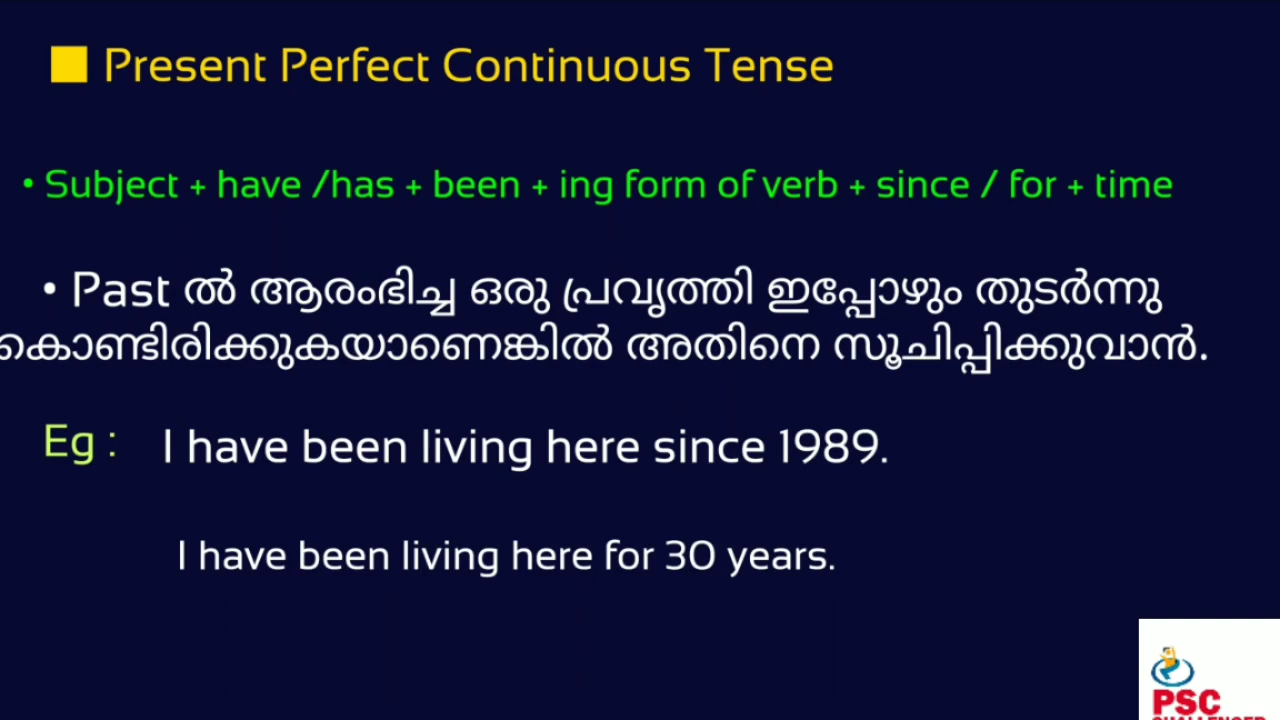 Present Perfect Continuous Tense
• Subject + have /has + been + ing form of verb + since / for + time
• Past ൽ ആരംഭിച്ച ഒരു പ്രവൃത്തി ഇപ്പോഴും തുടർന്നു
കൊണ്ടിരിക്കുകയാണെങ്കിൽ അതിനെ സൂചിപ്പിക്കുവാൻ.
Eg : I have been living here since 1989.
I have been living here for 30 years.
PSC